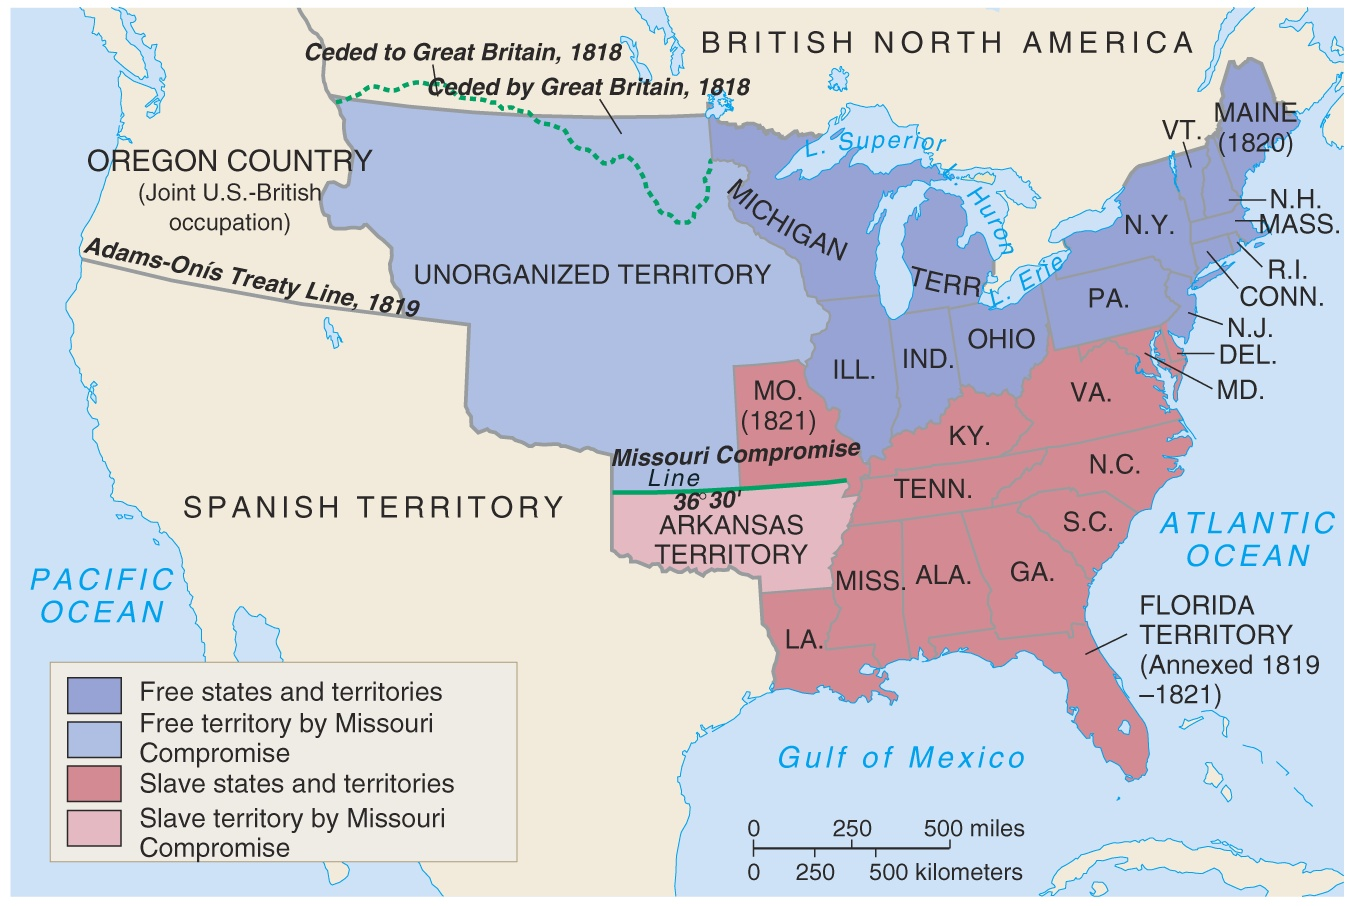 Ceded to Great Britain, 1818
BRITISH NORTH AMERICA
Ceded by Great Britain, 1818
MAINE
(1820)
VT.
L. Superior
OREGON COUNTRY
(Joint U.S.-British
occupation)
L. Huron
MICHIGAN
TERR.
N.H.
MASS.
N.Y.
R.I.
CONN.
L. Erie
Adams-Onís Treaty Line, 1819
UNORGANIZED TERRITORY
PA.
N.J.
DEL.
MD.
OHIO
IND.
ILL.
MO.
(1821)
VA.
KY.
Missouri Compromise
Line
36°30'
N.C.
TENN.
SPANISH TERRITORY
ARKANSAS
TERRITORY
S.C.
ATLANTIC
OCEAN
MISS.
ALA.
GA.
PACIFIC
OCEAN
LA.
FLORIDA
TERRITORY
(Annexed 1819
–1821)
Gulf of Mexico
Free states and territories
Free territory by Missouri
Compromise
Slave states and territories
Slave territory by Missouri
Compromise
0 250 500 miles
0 250 500 kilometers